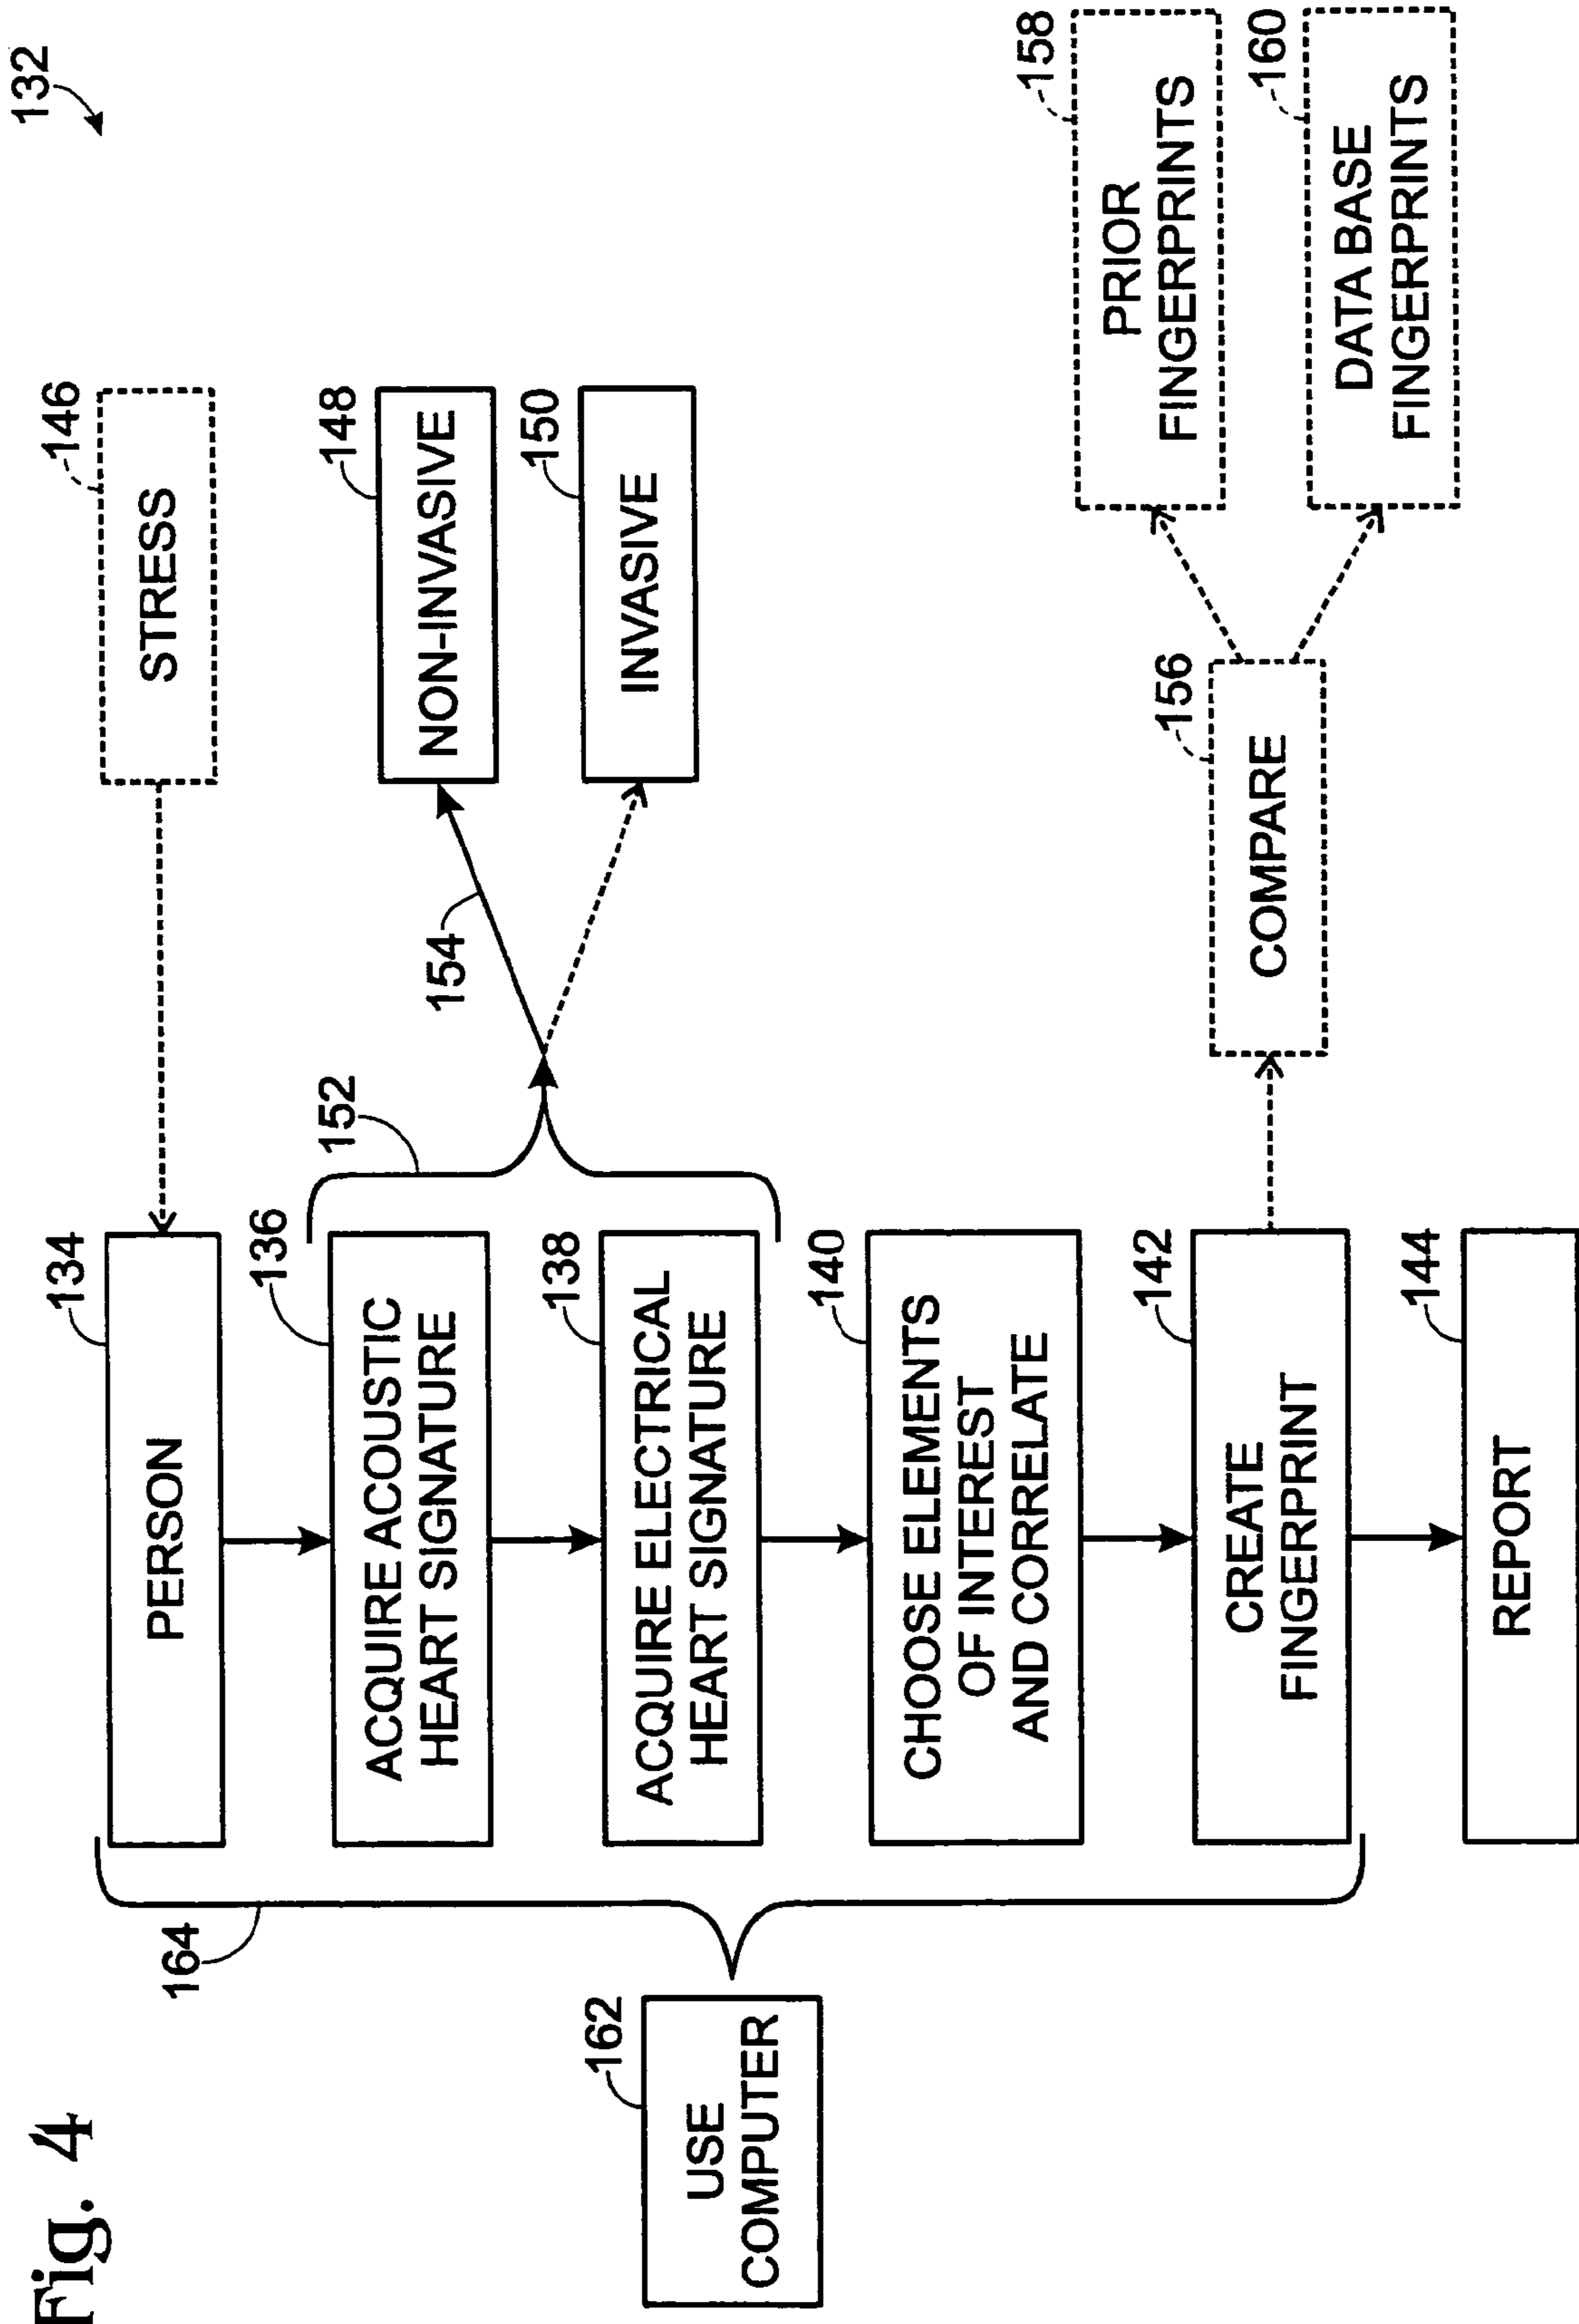 Fig. 4
132
134
PERSON
146
STRESS
136
ACQUIRE ACOUSTIC
HEART SIGNATURE
152
154
148
NON-INVASIVE
150
INVASIVE
138
ACQUIRE ELECTRICAL
HEART SIGNATURE
164
162
USE
COMPUTER
140
CHOOSE ELEMENTS
OF INTEREST
AND CORRELATE
142
CREATE
FINGERPRINT
156
COMPARE
158
PRIOR
FINGERPRINTS
160
DATA BASE
FINGERPRINTS
144
REPORT